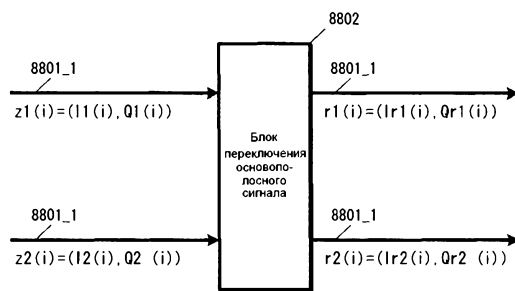 8802
8801_1
8801_1
z1(i)=(I1(i),Q1(i))
r1(i)=(Ir1(i),Qr1(i))
Блок
переключения
основопо-
лосного
сигнала
8801_1
8801_1
z2(i)=(I2(i),Q2 (i))
r2(i)=(Ir2(i),Qr2 (i))